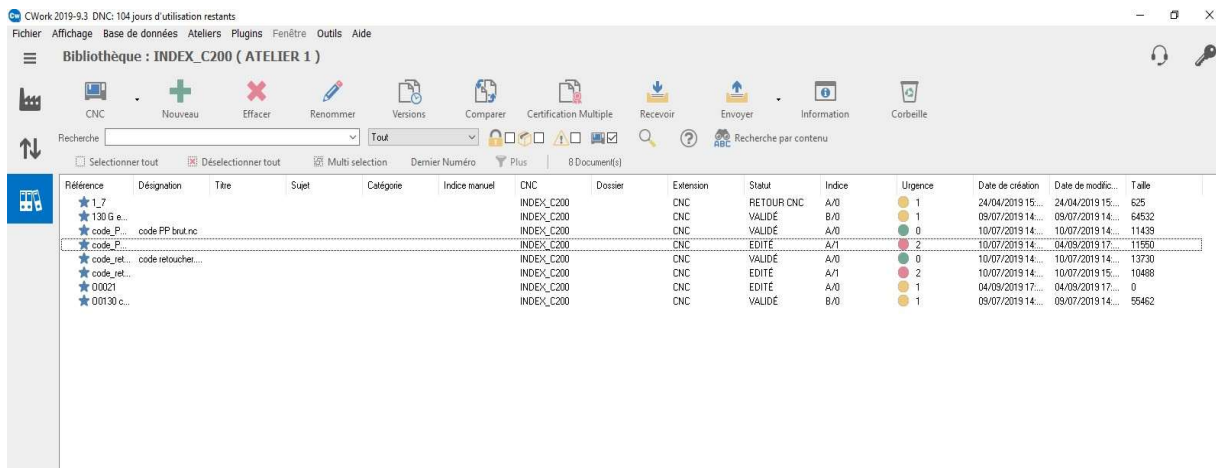 CWork 2019-9.3 DNC: 104 jours d'utilisation restants
Fichier Affichage Base de données Ateliers Plugins Fenêtre Outils Aide
Bibliothèque : INDEX_C200 ( ATELIER 1 )
CNC Nouveau Effacer Renommer Versions Comparer Certification Multiple Recevoir Envoyer Information Corbeille
Recherche Tout ABC Recherche par contenu
Selectionner tout Déselectionner tout Multi selection Dernier Numéro Plus 8 Document(s)
Référence Désignation Titre Sujet Catégorie Indice manuel CNC Dossier Extension Statut Indice Urgence Date de création Date de modific... Taille
1_7 INDEX_C200 CNC RETOUR CNC A/0 1 24/04/2019 15:... 24/04/2019 15:... 625
130 G e... INDEX_C200 CNC VALIDÉ B/0 1 09/07/2019 14:... 09/07/2019 14:... 64532
code_P... code PP brut.nc INDEX_C200 CNC VALIDÉ A/0 0 10/07/2019 14:... 10/07/2019 14:... 11439
code_P... INDEX_C200 CNC EDITÉ A/1 2 10/07/2019 14:... 04/09/2019 17:... 11550
code_ret... code retoucher.... INDEX_C200 CNC VALIDÉ A/0 0 10/07/2019 14:... 10/07/2019 14:... 13730
code_ret... INDEX_C200 CNC EDITÉ A/1 2 10/07/2019 14:... 10/07/2019 15:... 10488
O0021 INDEX_C200 CNC EDITÉ A/0 1 04/09/2019 17:... 04/09/2019 17:... 0
O0130 c... INDEX_C200 CNC VALIDÉ B/0 1 09/07/2019 14:... 09/07/2019 14:... 55462